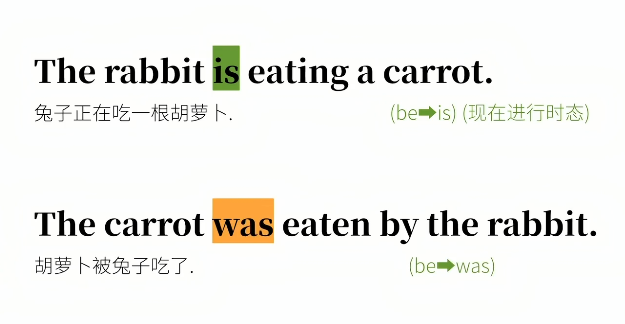 The rabbit is eating a carrot.
兔子正在吃一根胡萝卜. (be➡is) (现在进行时态)
The carrot was eaten by the rabbit.
胡萝卜被兔子吃了. (be➡was)